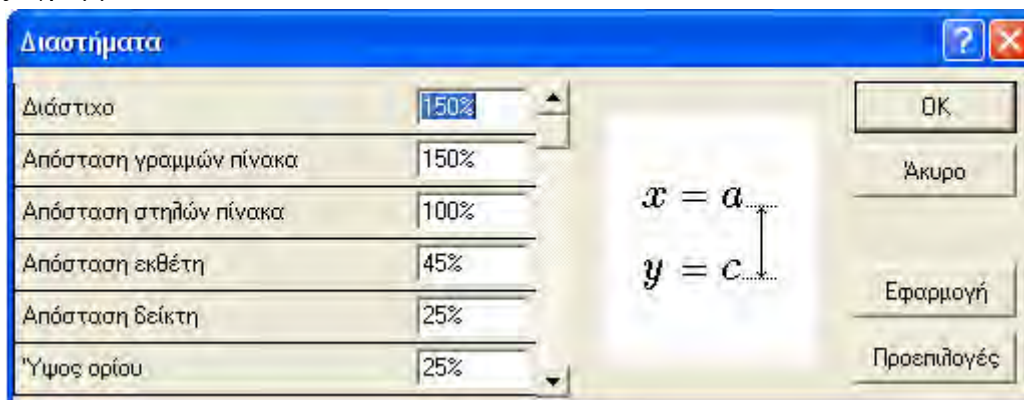 Διαστήματα
Διάστιχο 150%
Απόσταση γραμμών πίνακα 150%
Απόσταση στηλών πίνακα 100%
Απόσταση εκθέτη 45%
Απόσταση δείκτη 25%
Ύψος ορίου 25%
x = a
y = c
OK
Άκυρο
Εφαρμογή
Προεπιλογές